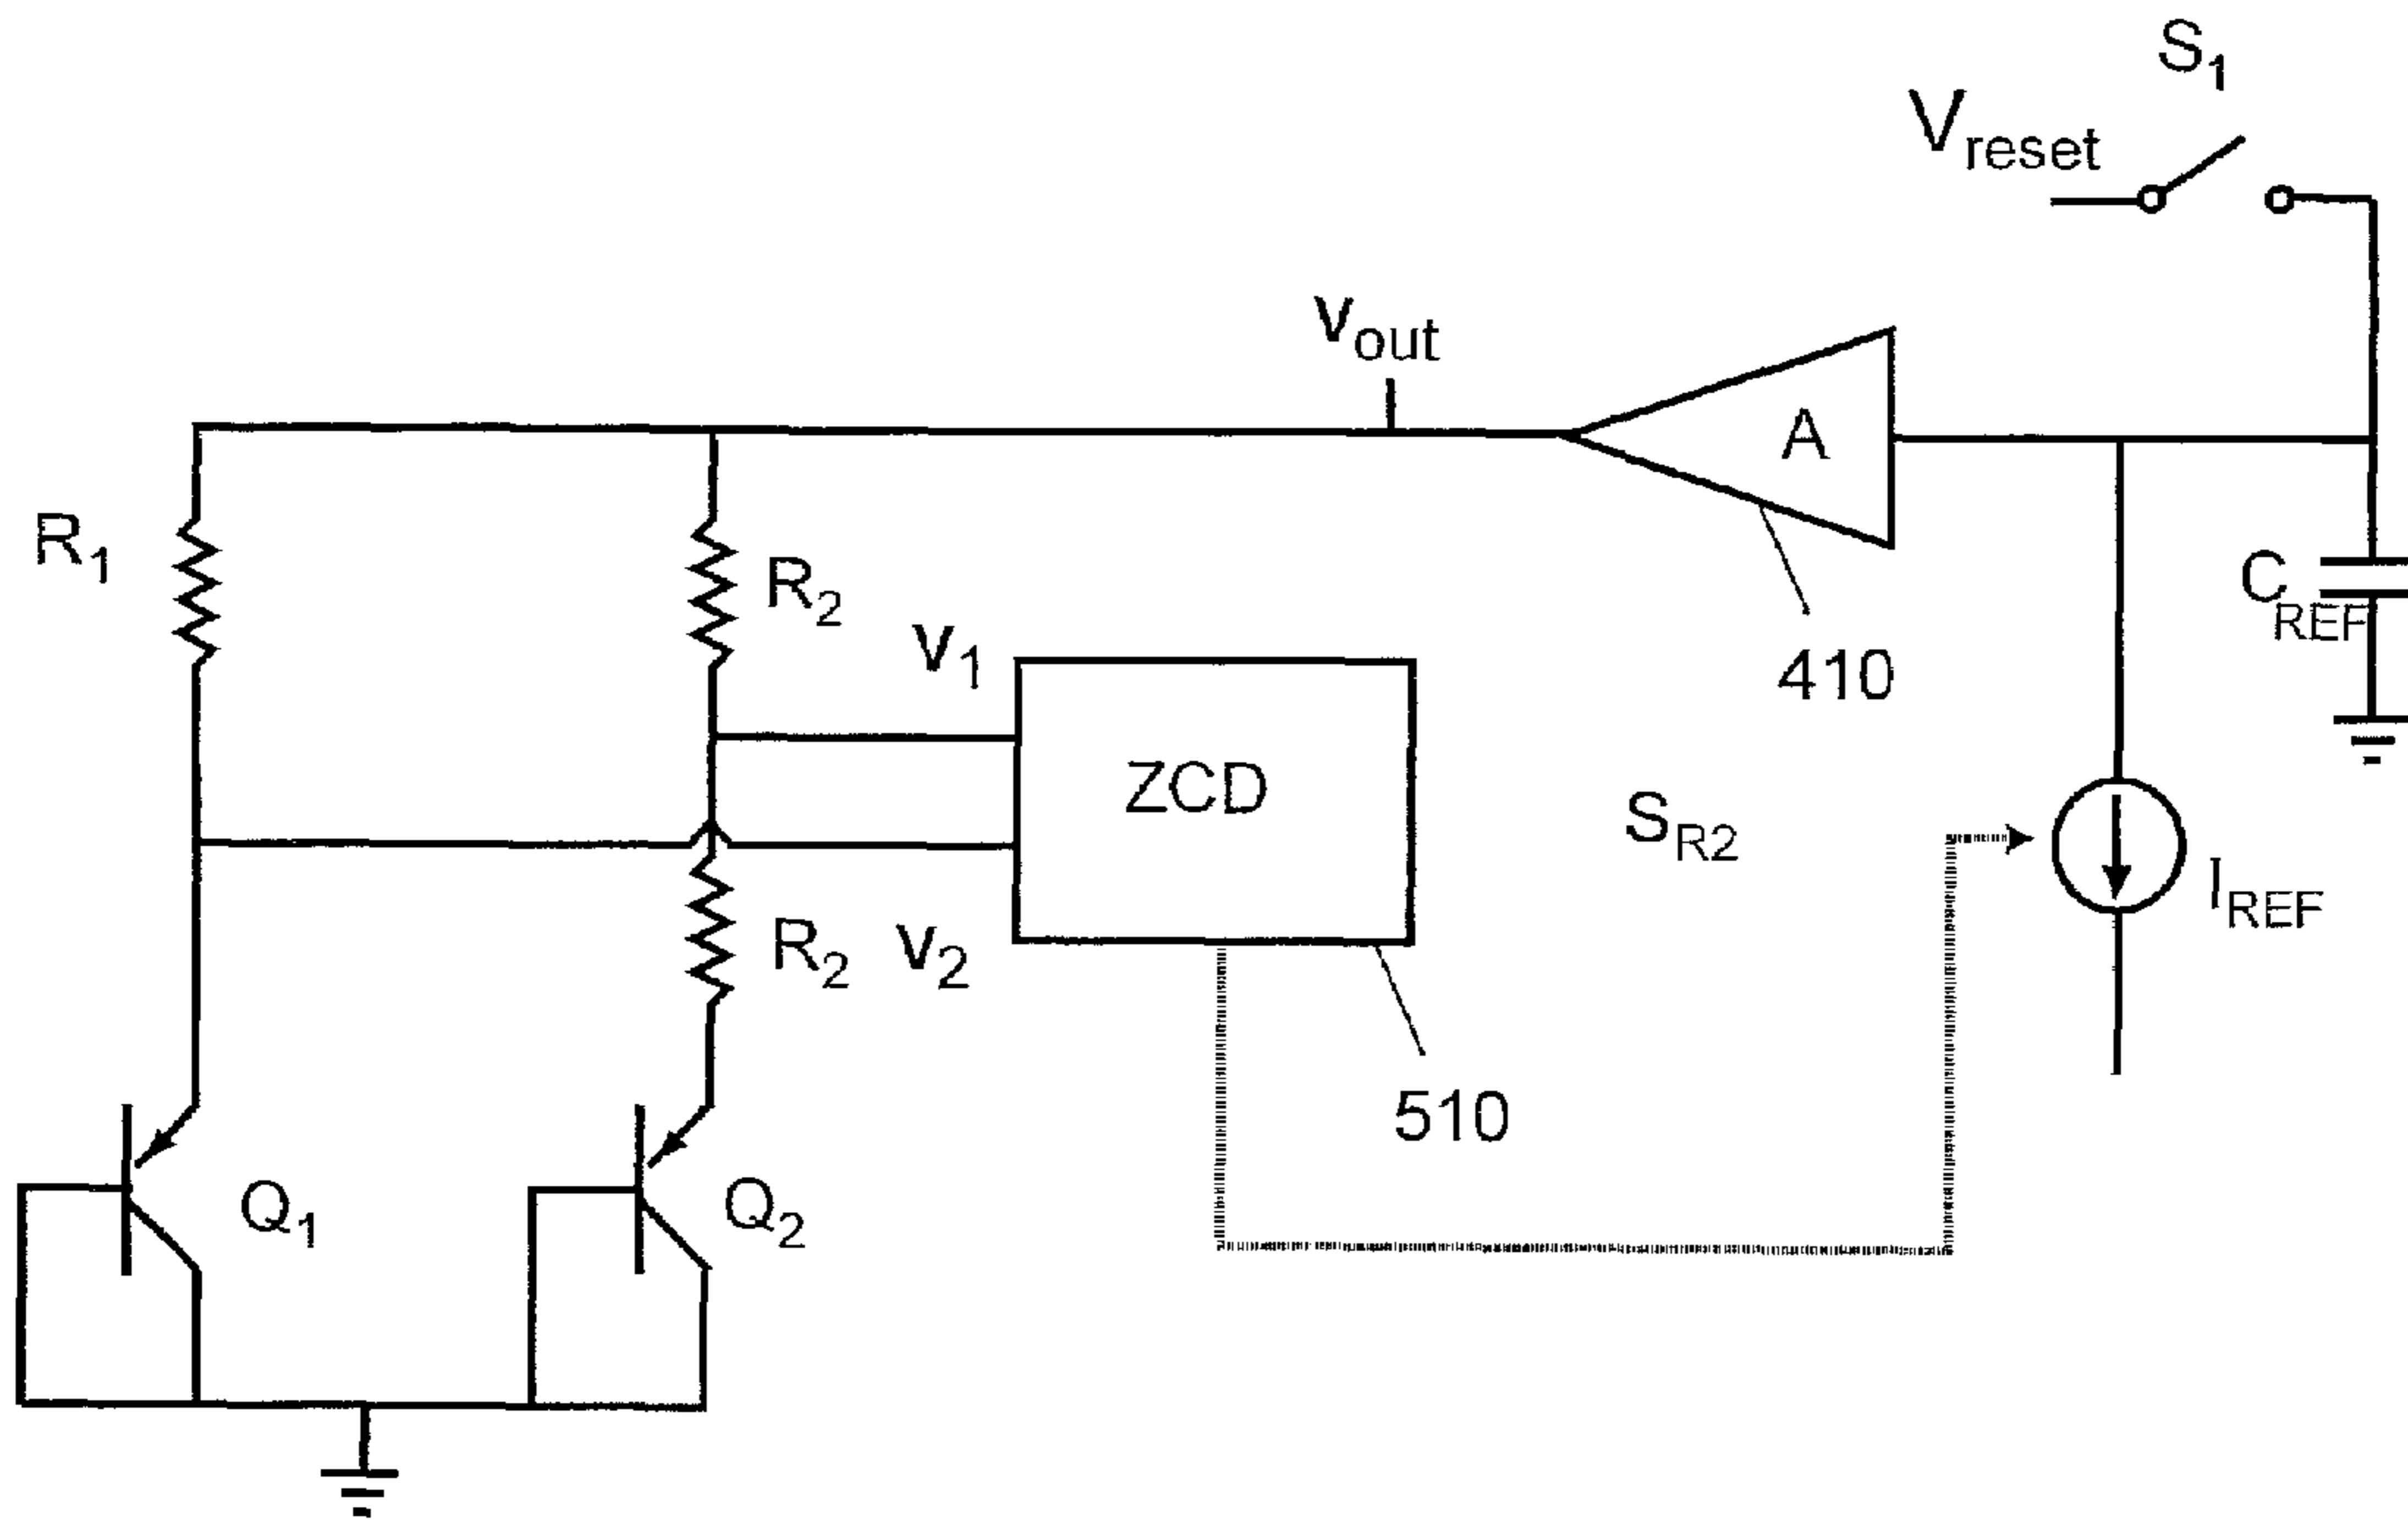 S1
Vreset
vout
A
R1
R2
CREF
v1
410
ZCD
SR2
IREF
R2
v2
510
Q1
Q2